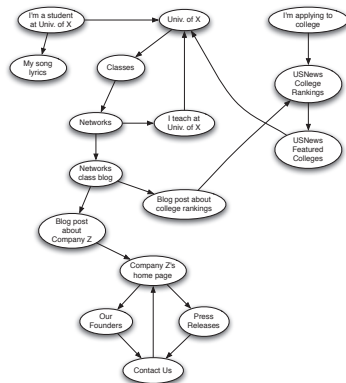 I'm a student
at Univ. of X
Univ. of X
I'm applying to
college
My song
lyrics
Classes
USNews
College
Rankings
Networks
I teach at
Univ. of X
USNews
Featured
Colleges
Networks
class blog
Blog post about
college rankings
Blog post
about
Company Z
Company Z's
home page
Our
Founders
Press
Releases
Contact Us